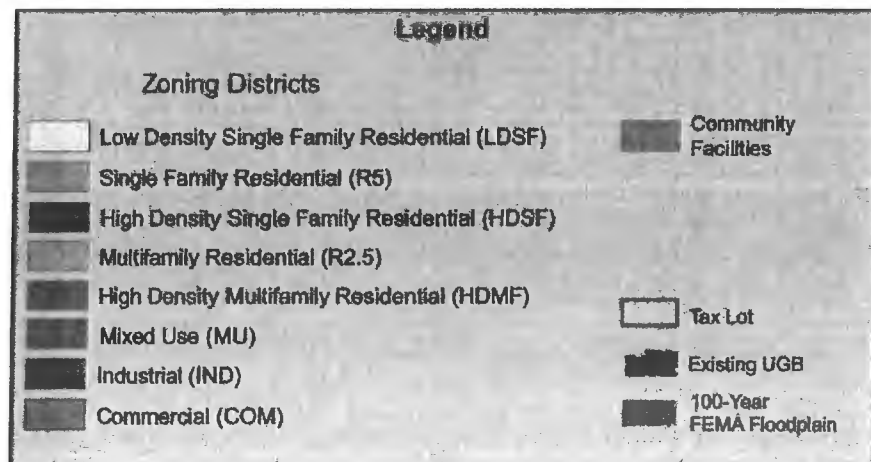 Legend
Zoning Districts
Low Density Single Family Residential (LDSF)
Single Family Residential (R5)
High Density Single Family Residential (HDSF)
Multifamily Residential (R2.5)
High Density Multifamily Residential (HDMF)
Mixed Use (MU)
Industrial (IND)
Commercial (COM)
Community
Facilities
Tax Lot
Existing UGB
100-Year
FEMA Floodplain